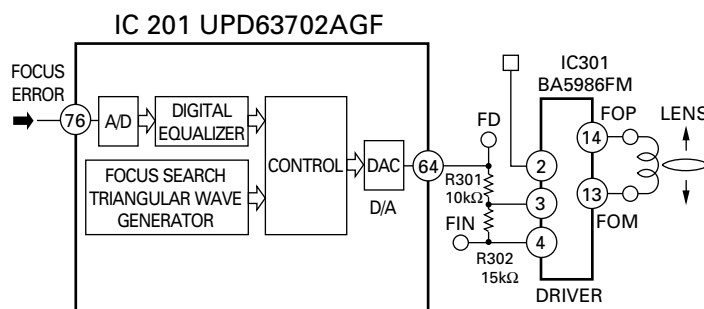 IC 201 UPD63702AGF
FOCUS
ERROR
76
A/D
DIGITAL
EQUALIZER
FOCUS SEARCH
TRIANGULAR WAVE
GENERATOR
CONTROL
DAC
D/A
64
FD
R301
10kΩ
FIN
R302
15kΩ
IC301
BA5986FM
2
3
4
14
13
FOP
FOM
LENS
DRIVER